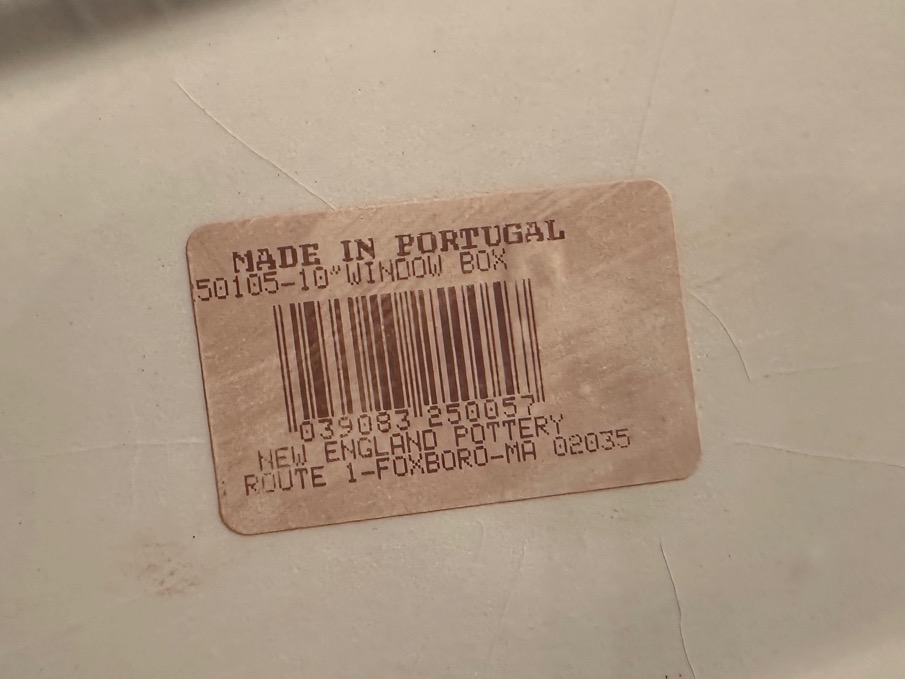 MADE IN PORTUGAL
50105-10"WINDOW BOX
039083 250057
NEW ENGLAND POTTERY
ROUTE 1-FOXBORO-MA 02035